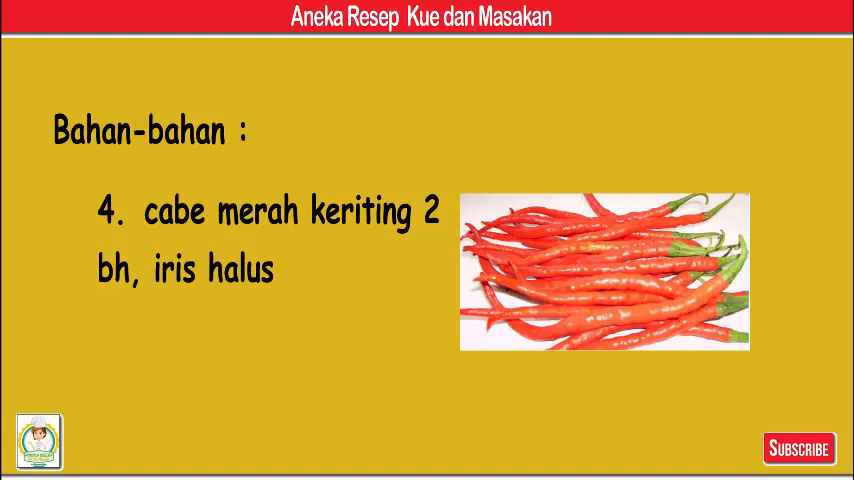 Aneka Resep Kue dan Masakan
Bahan-bahan :
4. cabe merah keriting 2
bh, iris halus
SUBSCRIBE